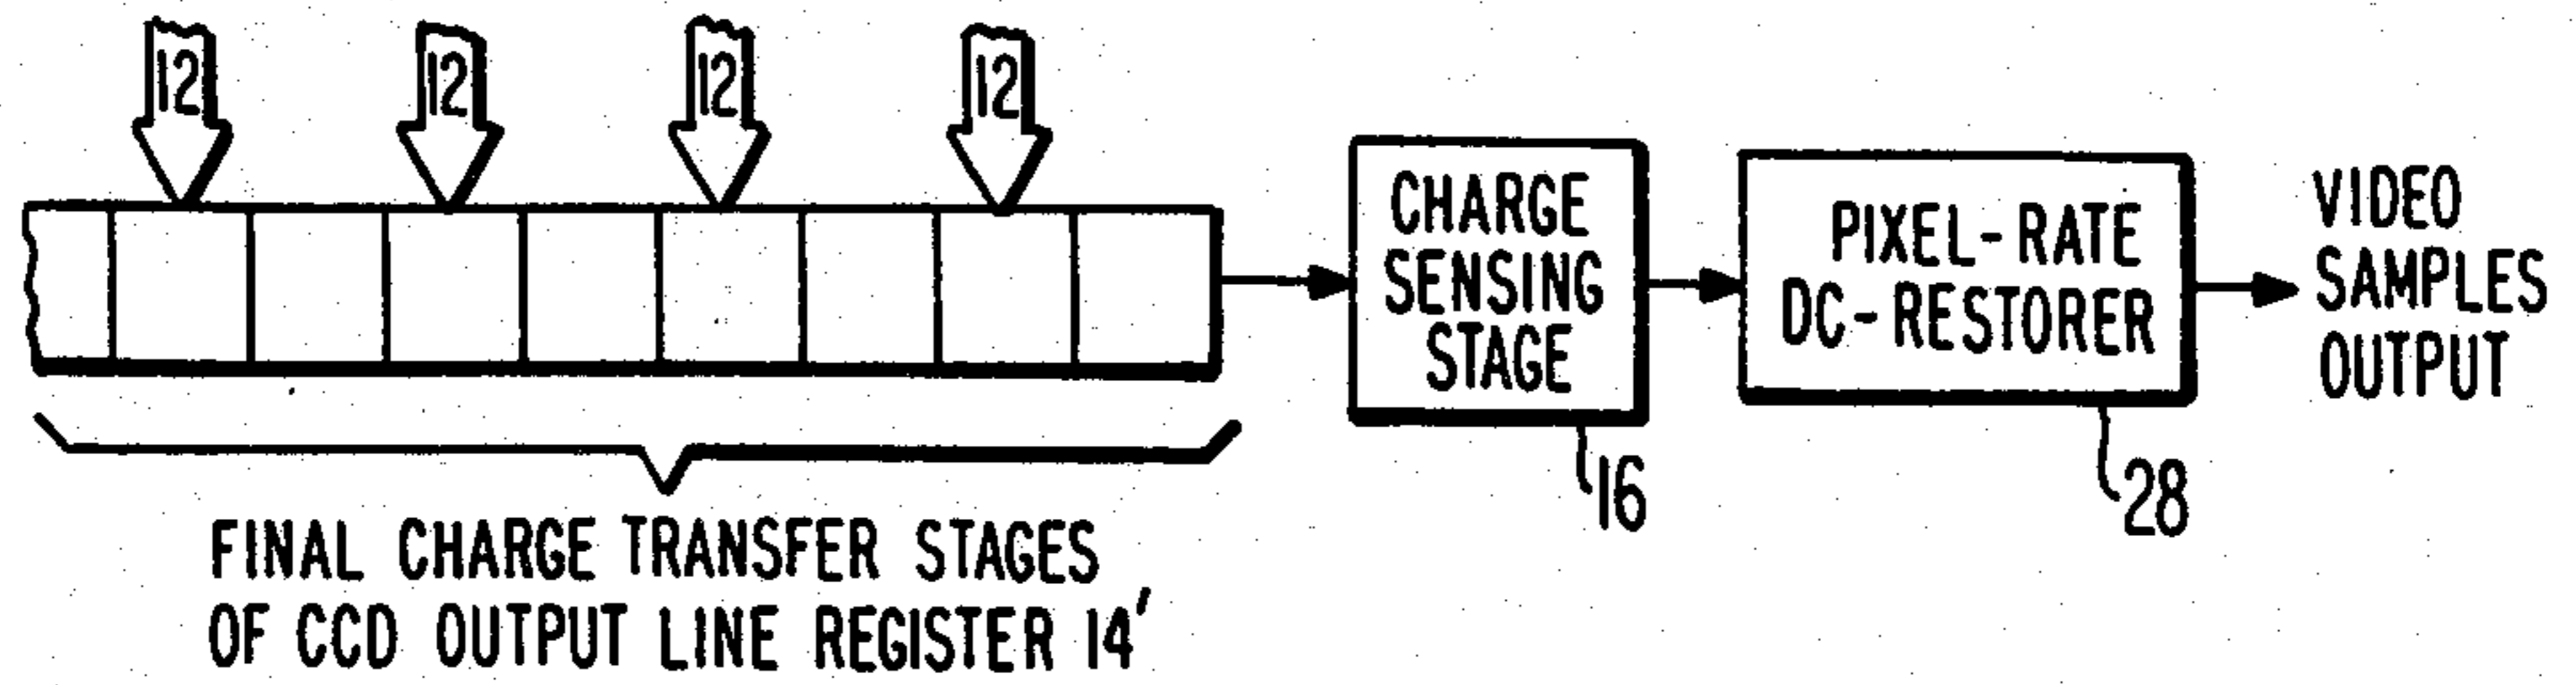 12 12 12 12
CHARGE
SENSING
STAGE
PIXEL-RATE
DC-RESTORER
VIDEO
SAMPLES
OUTPUT
16
28
FINAL CHARGE TRANSFER STAGES
OF CCD OUTPUT LINE REGISTER 14'